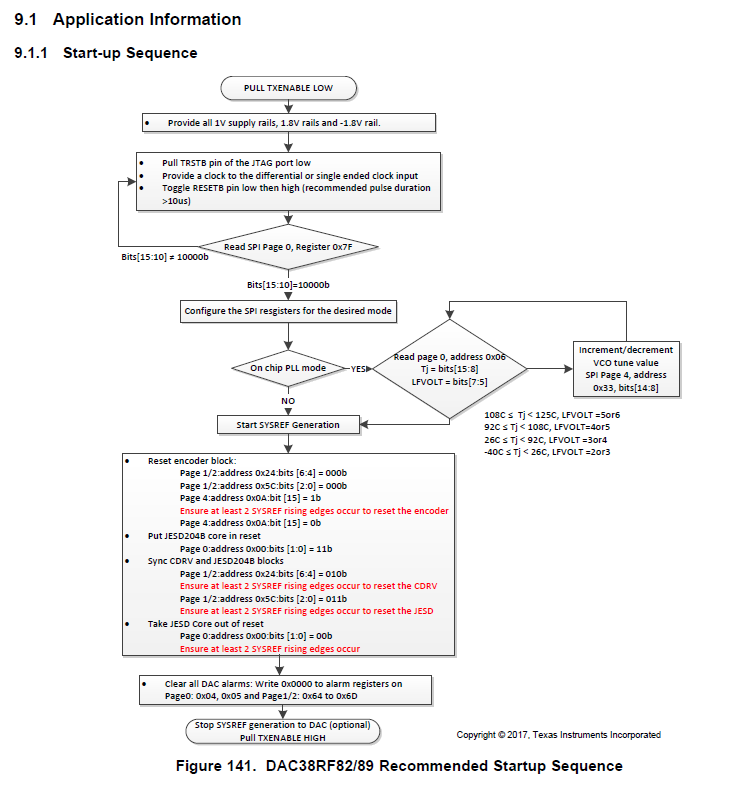 9.1 Application Information
9.1.1 Start-up Sequence
PULL TXENABLE LOW
• Provide all 1V supply rails, 1.8V rails and -1.8V rail.
• Pull TRSTB pin of the JTAG port low
• Provide a clock to the differential or single ended clock input
• Toggle RESETB pin low then high (recommended pulse duration
>10us)
Read SPI Page 0, Register 0x7F
Bits[15:10] ≠ 10000b
Bits[15:10]=10000b
Configure the SPI resgisters for the desired mode
On chip PLL mode
YES
Read page 0, address 0x06
Tj = bits[15:8]
LFVOLT = bits[7:5]
Increment/decrement
VCO tune value
SPI Page 4, address
0x33, bits[14:8]
108C ≤ Tj < 125C, LFVOLT =5or6
92C ≤ Tj < 108C, LFVOLT=4or5
26C ≤ Tj < 92C, LFVOLT =3or4
-40C ≤ Tj < 26C, LFVOLT =2or3
NO
Start SYSREF Generation
• Reset encoder block:
Page 1/2:address 0x24:bits [6:4] = 000b
Page 1/2:address 0x5C:bits [2:0] = 000b
Page 4:address 0x0A:bit [15] = 1b
Ensure at least 2 SYSREF rising edges occur to reset the encoder
Page 4:address 0x0A:bit [15] = 0b
• Put JESD204B core in reset
Page 0:address 0x00:bits [1:0] = 11b
• Sync CDRV and JESD204B blocks
Page 1/2:address 0x24:bits [6:4] = 010b
Ensure at least 2 SYSREF rising edges occur to reset the CDRV
Page 1/2:address 0x5C:bits [2:0] = 011b
Ensure at least 2 SYSREF rising edges occur to reset the JESD
• Take JESD Core out of reset
Page 0:address 0x00:bits [1:0] = 00b
Ensure at least 2 SYSREF rising edges occur
• Clear all DAC alarms: Write 0x0000 to alarm registers on
Page0: 0x04, 0x05 and Page1/2: 0x64 to 0x6D
Stop SYSREF generation to DAC (optional)
Pull TXENABLE HIGH
Copyright © 2017, Texas Instruments Incorporated
Figure 141. DAC38RF82/89 Recommended Startup Sequence